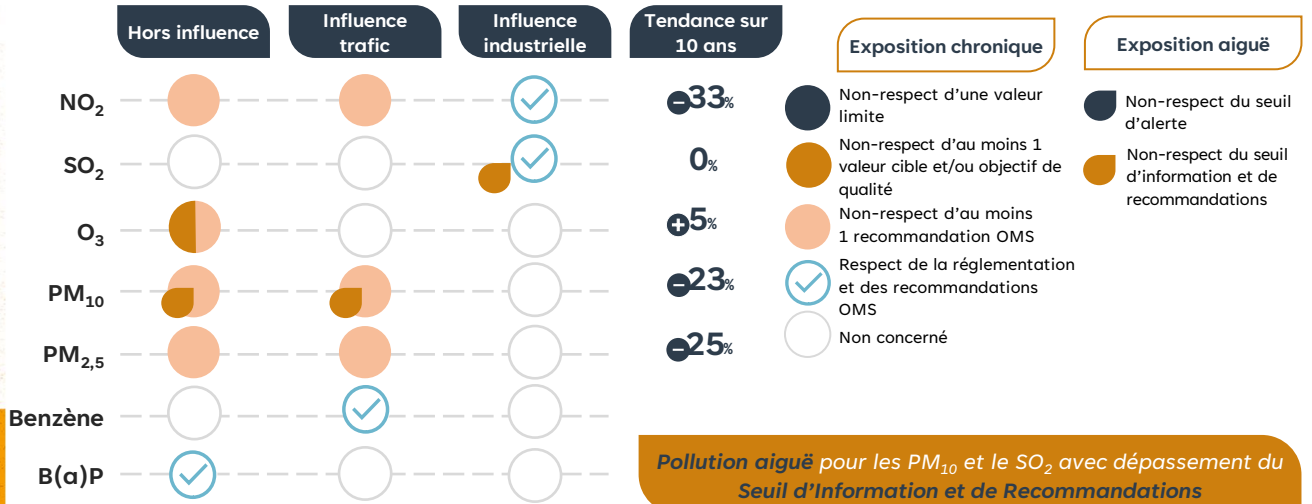 Hors influence
Influence
trafic
Influence
industrielle
Tendance sur
10 ans
NO₂
-33%
SO₂
0%
O₃
+5%
PM₁₀
-23%
PM₂,₅
-25%
Benzène
B(a)P
Exposition chronique
Non-respect d’une valeur
limite
Non-respect d’au moins 1
valeur cible et/ou objectif de
qualité
Non-respect d’au moins
1 recommandation OMS
Respect de la réglementation
et des recommandations
OMS
Non concerné
Exposition aiguë
Non-respect du seuil
d’alerte
Non-respect du seuil
d’information et de
recommandations
Pollution aiguë pour les PM₁₀ et le SO₂ avec dépassement du
Seuil d’Information et de Recommandations